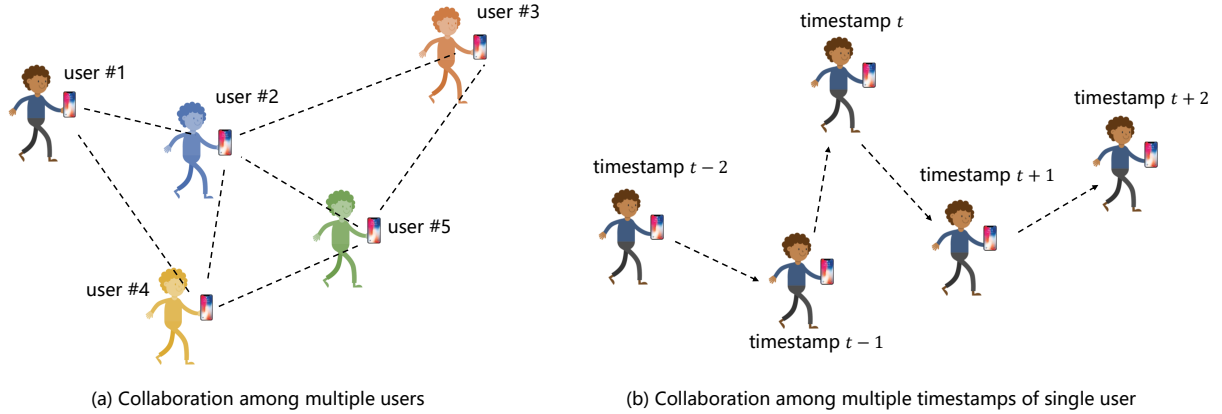 user #1
user #2
user #3
user #4
user #5
(a) Collaboration among multiple users
timestamp t − 2
timestamp t − 1
timestamp t
timestamp t + 1
timestamp t + 2
(b) Collaboration among multiple timestamps of single user